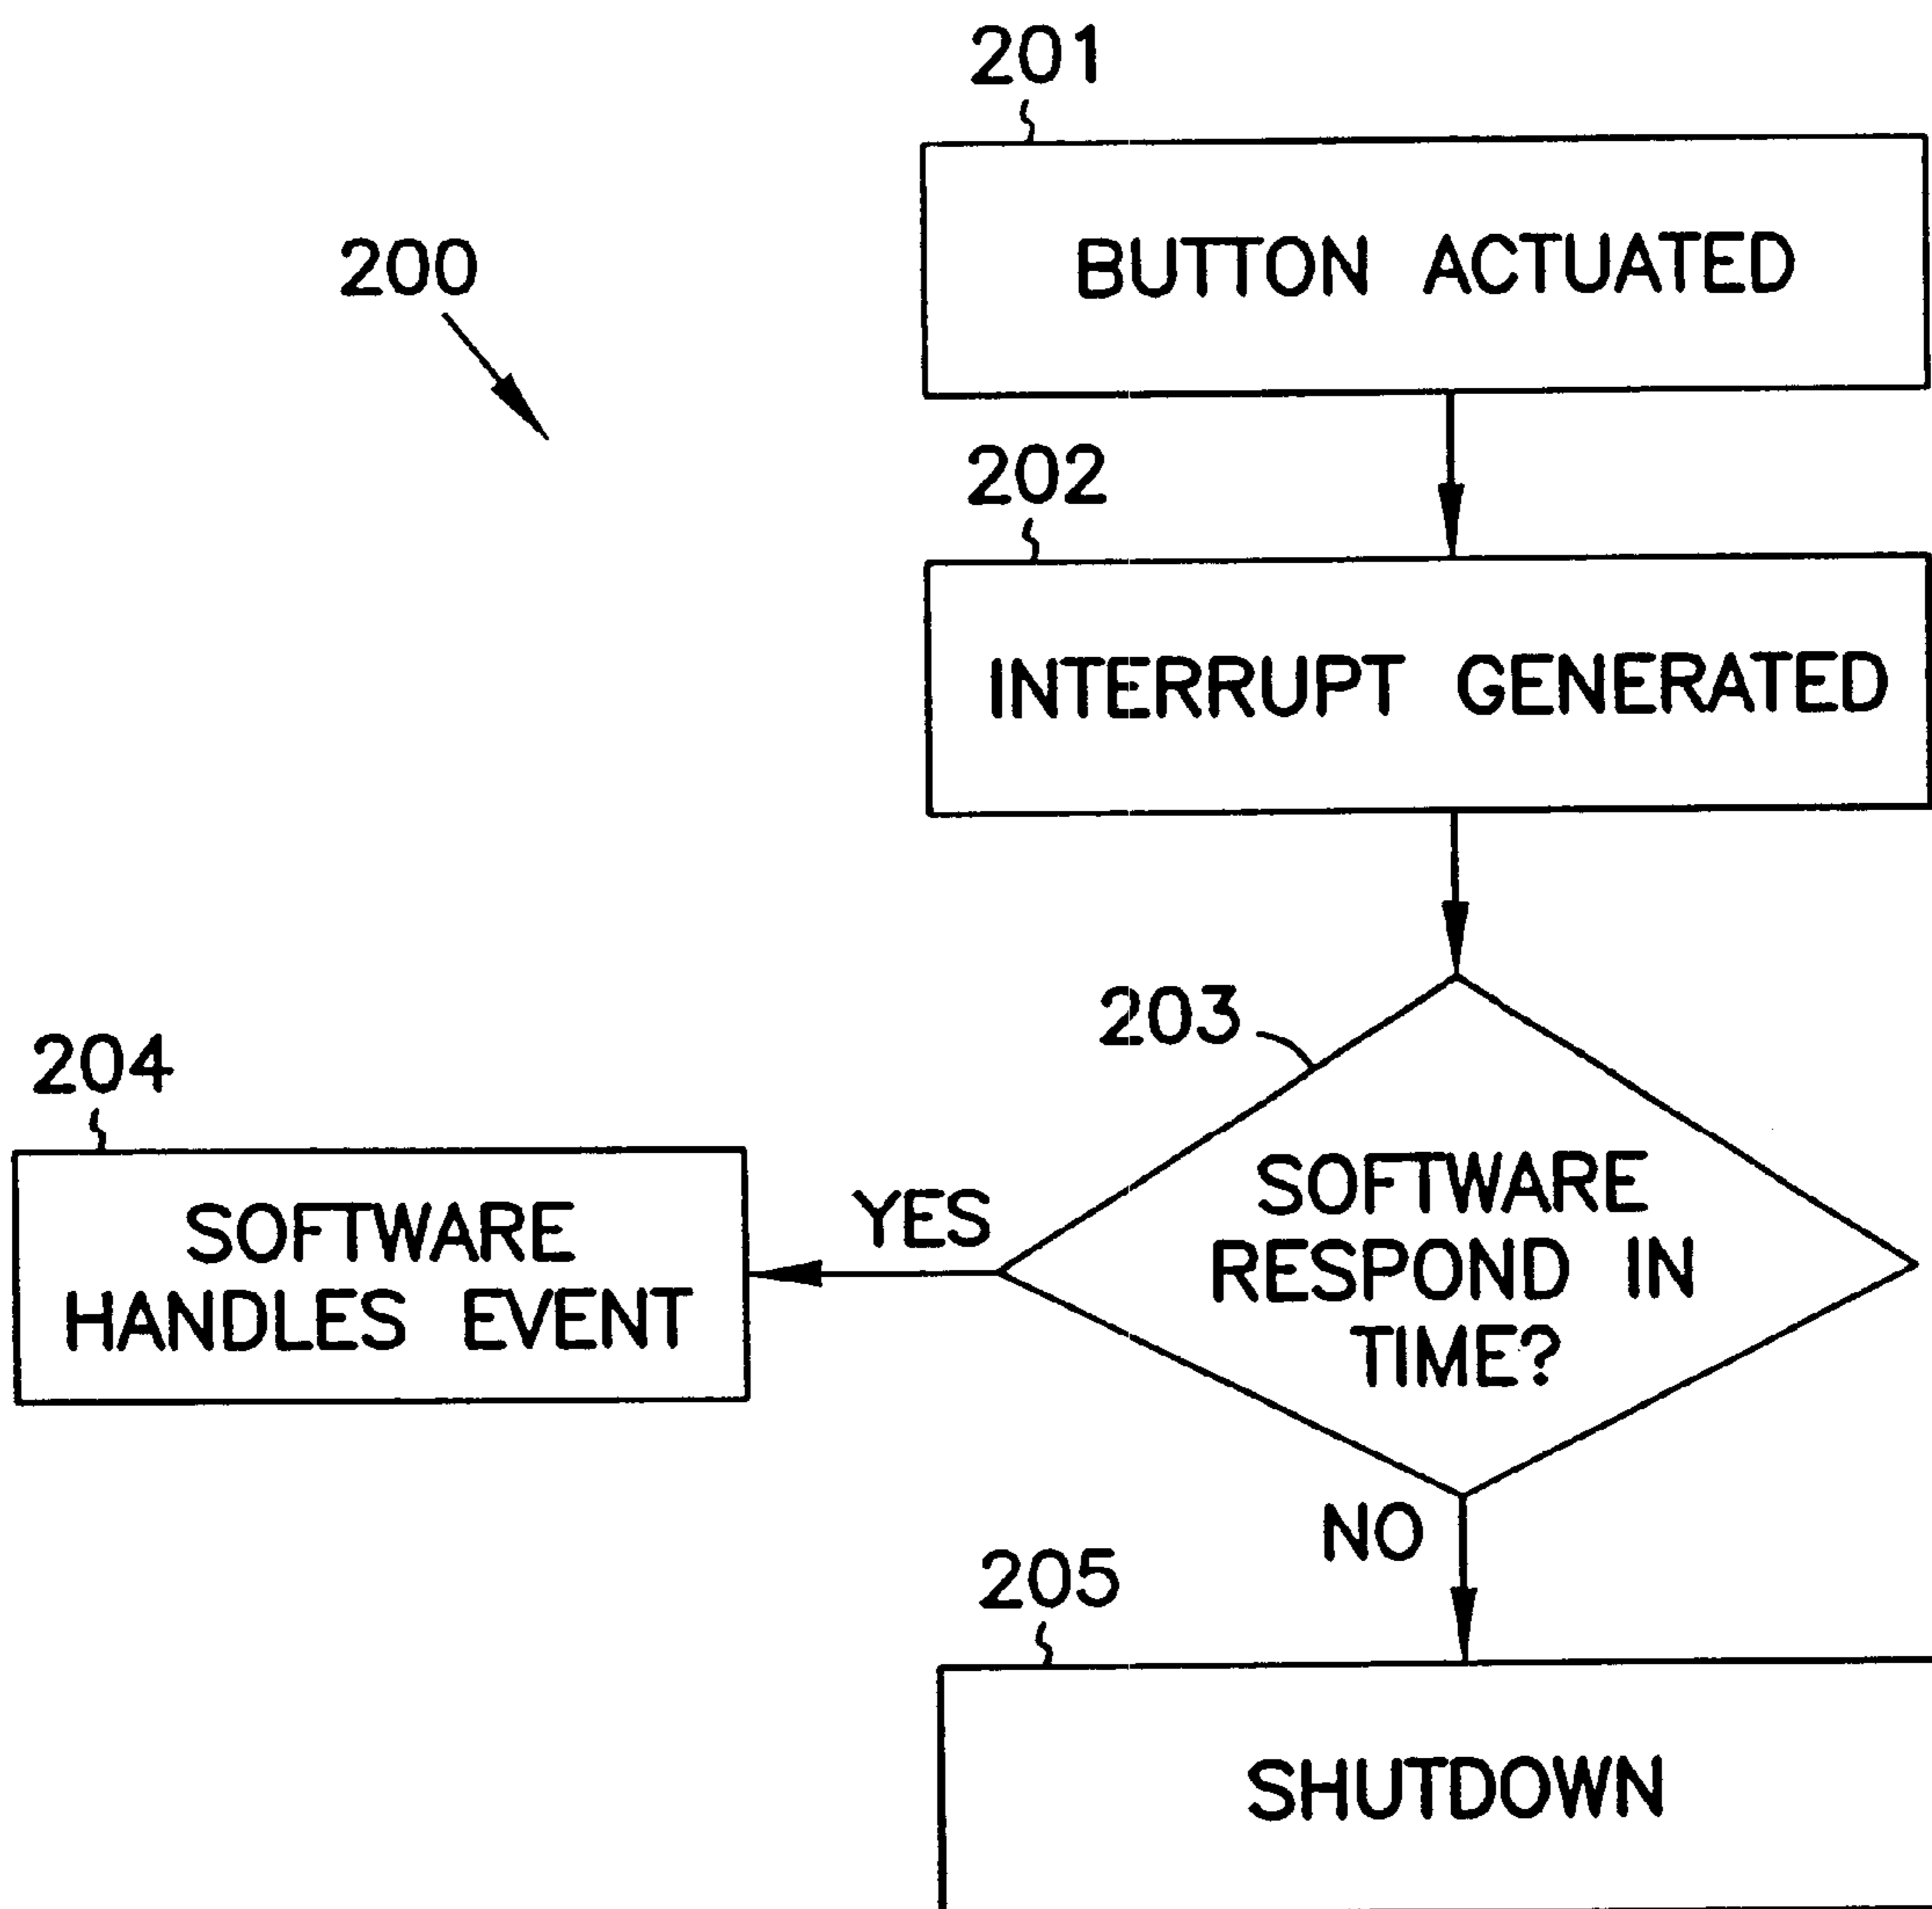 201
BUTTON ACTUATED
200
202
INTERRUPT GENERATED
203
SOFTWARE
RESPOND IN
TIME?
YES
204
SOFTWARE
HANDLES EVENT
NO
205
SHUTDOWN